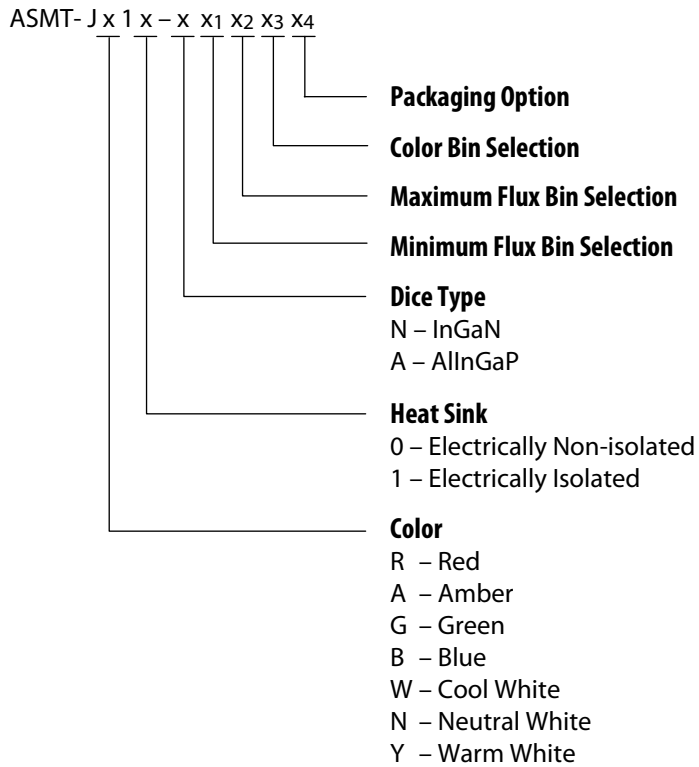 ASMT- J x 1 x – x x1 x2 x3 x4
Packaging Option
Color Bin Selection
Maximum Flux Bin Selection
Minimum Flux Bin Selection
Dice Type
N – InGaN
A – AlInGaP
Heat Sink
0 – Electrically Non-isolated
1 – Electrically Isolated
Color
R – Red
A – Amber
G – Green
B – Blue
W – Cool White
N – Neutral White
Y – Warm White